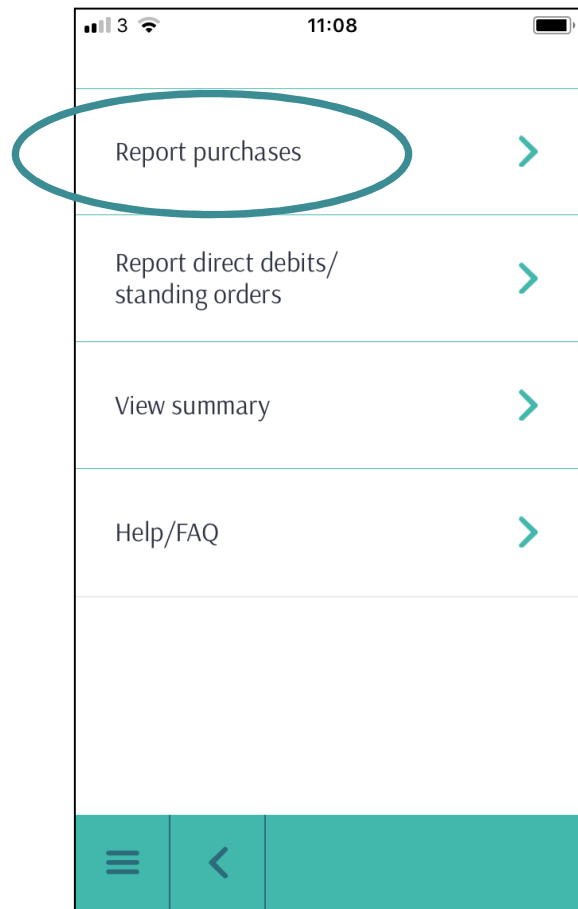 3 11:08
Report purchases
Report direct debits/
standing orders
View summary
Help/FAQ